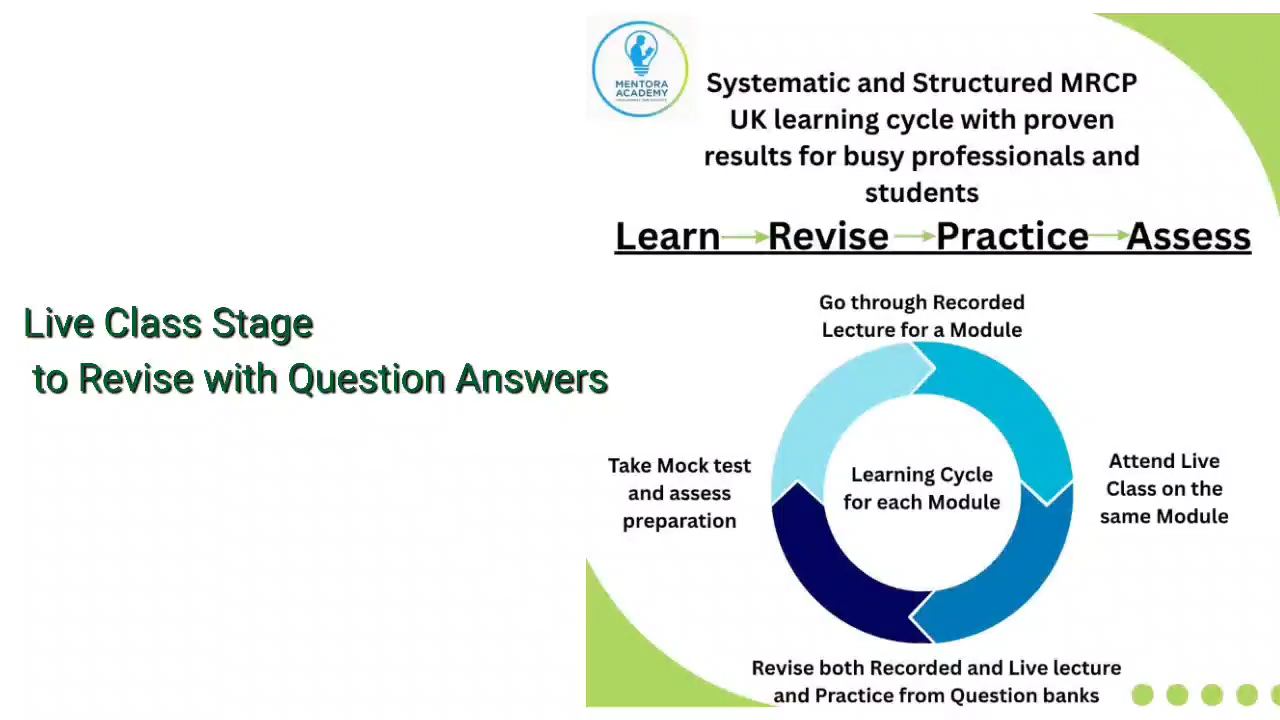 Live Class Stage
to Revise with Question Answers
MENTORA
ACADEMY
Systematic and Structured MRCP
UK learning cycle with proven
results for busy professionals and
students
Learn Revise Practice Assess
Go through Recorded
Lecture for a Module
Attend Live
Class on the
same Module
Learning Cycle
for each Module
Take Mock test
and assess
preparation
Revise both Recorded and Live lecture
and Practice from Question banks